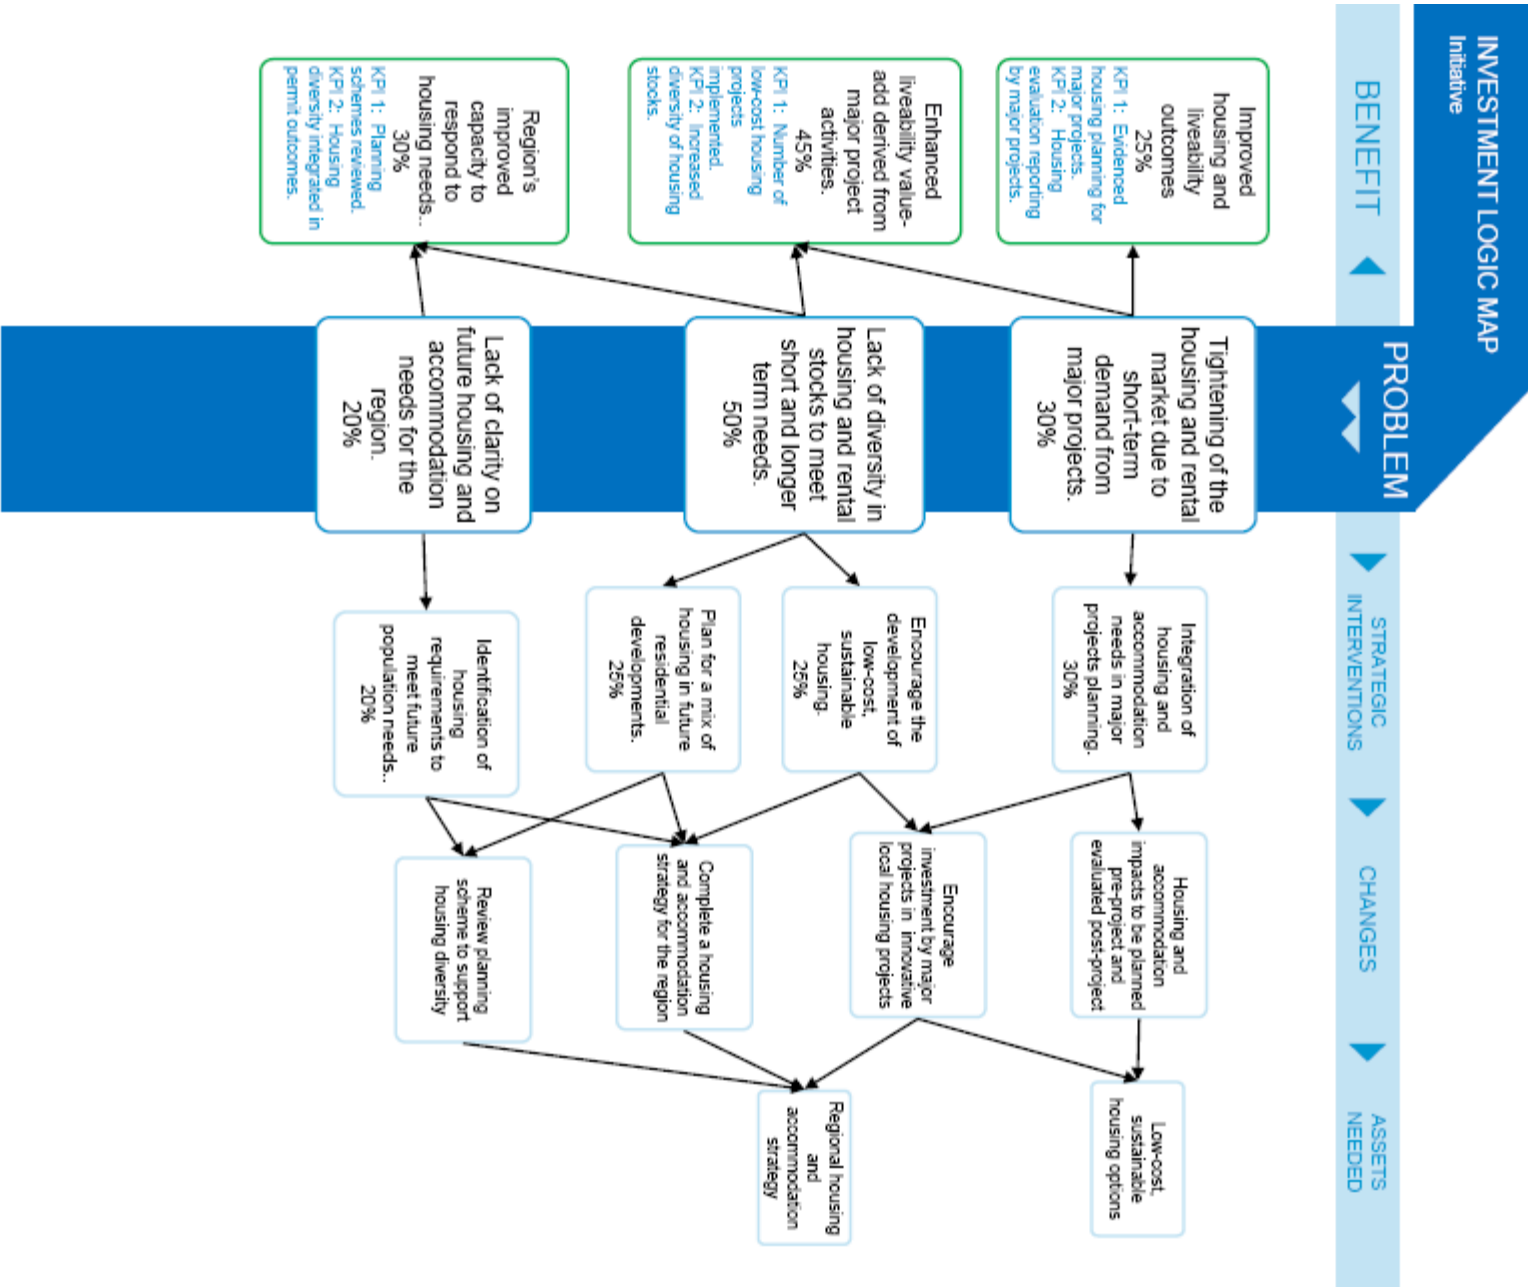 INVESTMENT LOGIC MAP
Initiative
BENEFIT
PROBLEM
STRATEGIC
INTERVENTIONS
CHANGES
ASSETS
NEEDED
Improved
housing and
liveability
outcomes
25%
KPI 1: Evidenced
housing planning for
major projects.
KPI 2: Housing
evaluation reporting
by major projects.
Tightening of the
housing and rental
market due to
short-term
demand from
major projects.
30%
Integration of
housing and
accommodation
needs in major
projects planning.
30%
Housing and
accommodation
impacts to be planned
pre-project and
evaluated post-project
Low-cost,
sustainable
housing options
Enhanced
liveability value-
add derived from
major project
activities.
45%
KPI 1: Number of
low-cost housing
projects
implemented.
KPI 2: Increased
diversity of housing
stocks.
Lack of diversity in
housing and rental
stocks to meet
short and longer
term needs.
50%
Encourage the
development of
low-cost,
sustainable
housing.
25%
Encourage
investment by major
projects in innovative
local housing projects
Plan for a mix of
housing in future
residential
developments.
25%
Complete a housing
and accommodation
strategy for the region
Regional housing
and
accommodation
strategy
Region's
improved
capacity to
respond to
housing needs..
30%
KPI 1: Planning
schemes reviewed.
KPI 2: Housing
diversity integrated in
permit outcomes.
Lack of clarity on
future housing and
accommodation
needs for the
region.
20%
Identification of
housing
requirements to
meet future
population needs..
20%
Review planning
scheme to support
housing diversity